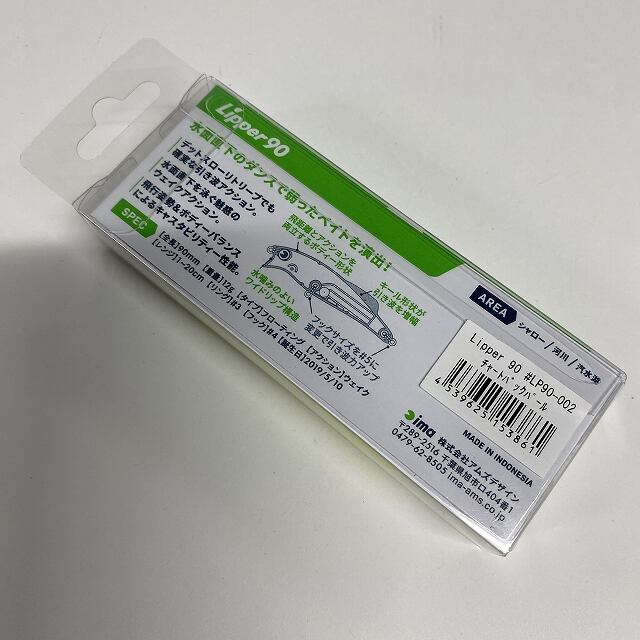 Lipper 90
水面直下のダンスで弱ったベイトを演出!
デットスローリトリーブでも
確実な引き波アクション。
水面直下を泳ぐ魅惑の
ウェイクアクション。
飛行姿勢&ボディーバランス
によるキャスタビリティー性能。
飛距離とアクションを
両立するボディー形状
キール形状が
引き波を増幅
水噛みのよい
ワイドリップ構造
フックサイズを#5に
変更で引き波力アップ
SPEC
【全長】90mm 【重量】12g 【タイプ】フローティング 【アクション】ウェイク
【レンジ】1~20cm 【リング】#3 【フック】#4 【誕生日】2019/5/10
AREA
シャロー / 河川 / 汽水湖
Lipper 90 #LP90-002
チャートバックパール
4539625153861
MADE IN INDONESIA
ima 株式会社アムズデザイン
〒289-2516 千葉県旭市ロ404番1
0479-62-8505 ima-ams.co.jp